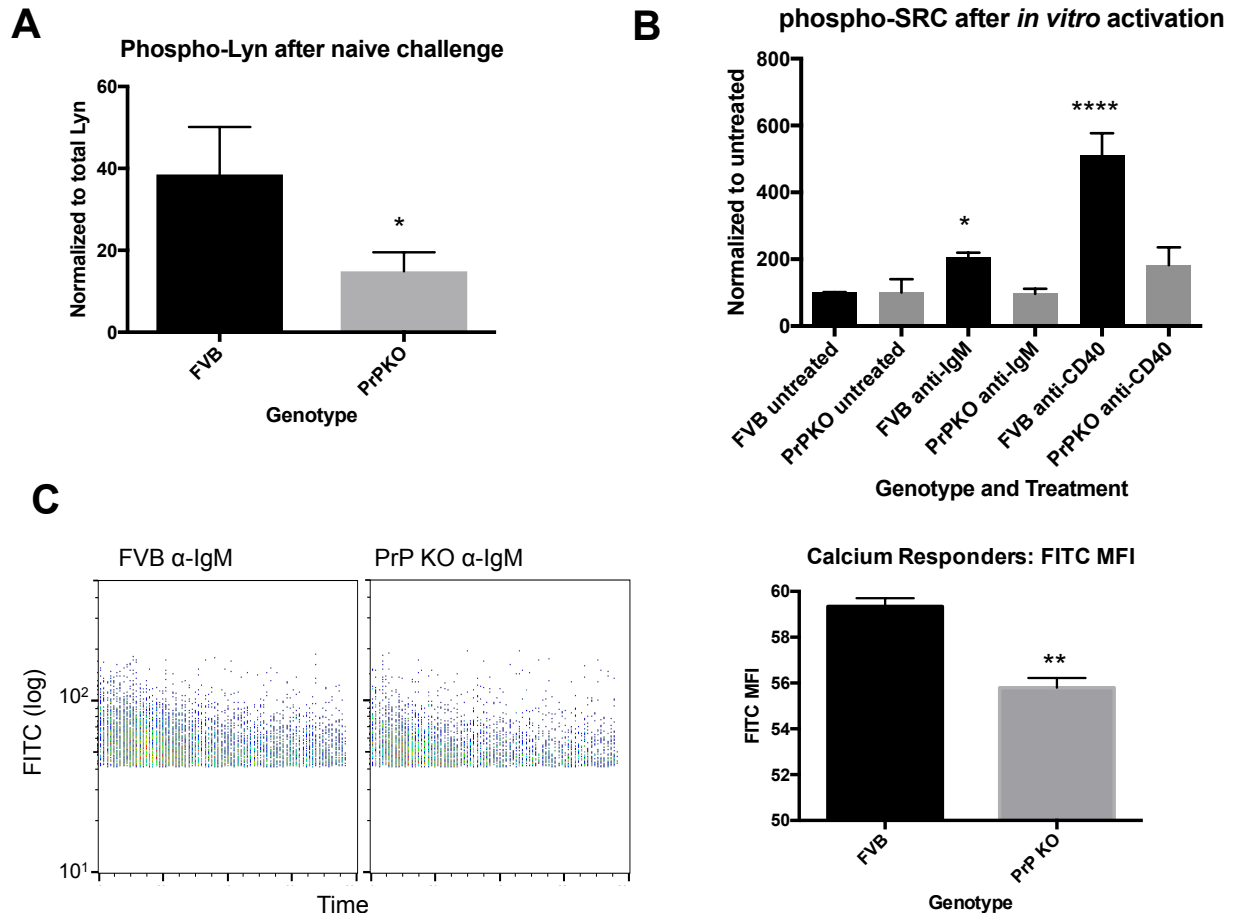 A
Phospho-Lyn after naive challenge
Normalized to total Lyn
60
40
20
0
*
FVB
PrPKO
Genotype
B
phospho-SRC after in vitro activation
Normalized to untreated
800
600
400
200
0
*
****
FVB untreated
PrPKO untreated
FVB anti-IgM
PrPKO anti-IgM
FVB anti-CD40
PrPKO anti-CD40
Genotype and Treatment
C
FVB α-IgM
PrP KO α-IgM
FITC (log)
10²
10¹
Time
Calcium Responders: FITC MFI
FITC MFI
60
58
56
54
52
50
**
FVB
PrP KO
Genotype